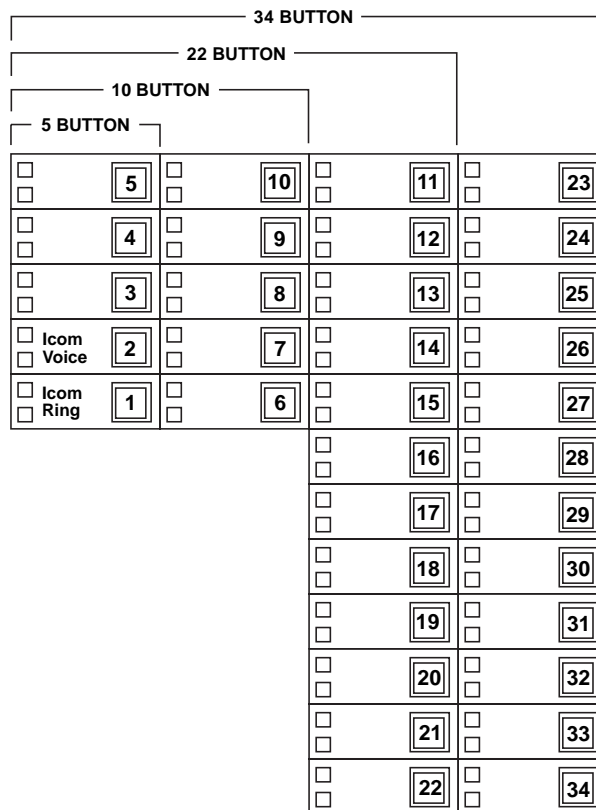 34 BUTTON
22 BUTTON
10 BUTTON
5 BUTTON
5 10 11 23
4 9 12 24
3 8 13 25
Icom
Voice 2 7 14 26
Icom
Ring 1 6 15 27
16 28
17 29
18 30
19 31
20 32
21 33
22 34